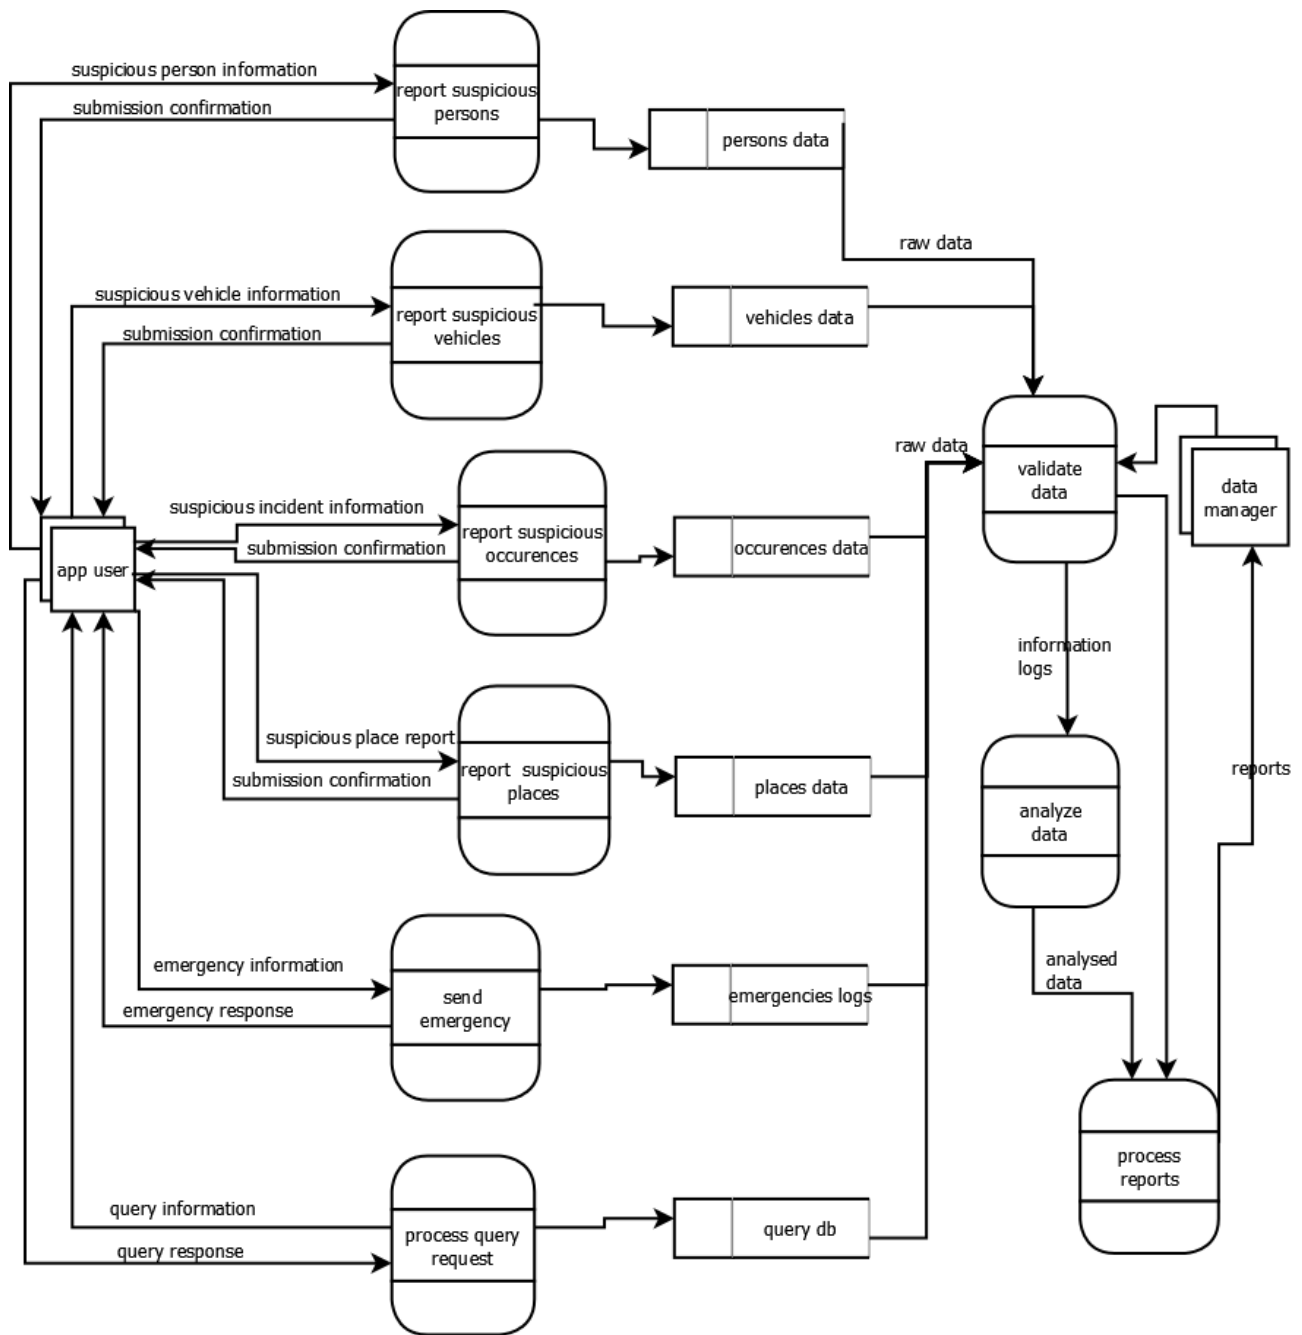 suspicious person information
submission confirmation
report suspicious
persons
persons data
raw data
suspicious vehicle information
submission confirmation
report suspicious
vehicles
vehicles data
raw data
validate
data
data
manager
suspicious incident information
submission confirmation
report suspicious
occurences
occurences data
app user
information
logs
suspicious place report
submission confirmation
report suspicious
places
places data
analyze
data
reports
emergency information
emergency response
send
emergency
emergencies logs
analysed
data
process
reports
query information
query response
process query
request
query db